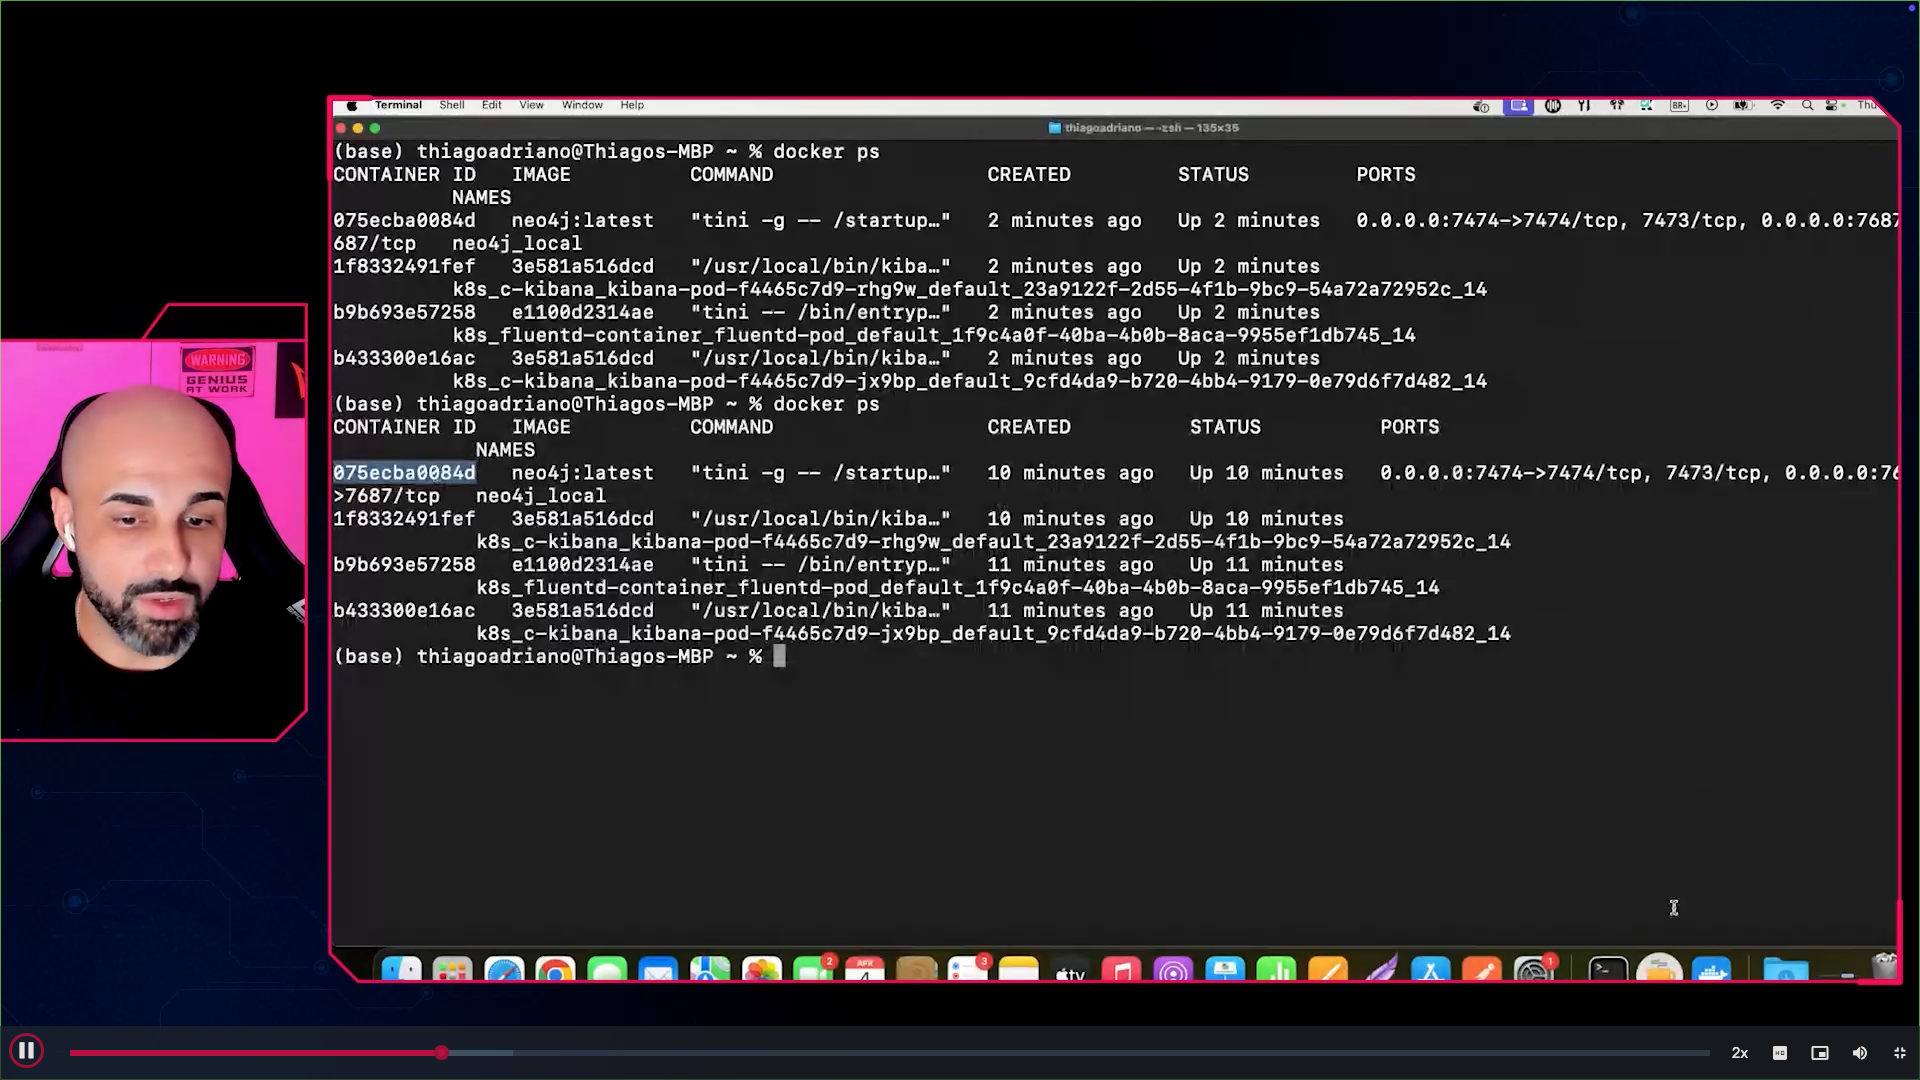 Terminal Shell Edit View Window Help
BR+
Thu
thiagoadriano — -zsh — 135×35
(base) thiagoadriano@Thiagos-MBP ~ % docker ps
CONTAINER ID IMAGE COMMAND CREATED STATUS PORTS
NAMES
075ecba0084d neo4j:latest "tini -g -- /startup…" 2 minutes ago Up 2 minutes 0.0.0.0:7474->7474/tcp, 7473/tcp, 0.0.0.0:7687
687/tcp neo4j_local
1f8332491fef 3e581a516dcd "/usr/local/bin/kiba…" 2 minutes ago Up 2 minutes
k8s_c-kibana_kibana-pod-f4465c7d9-rhg9w_default_23a9122f-2d55-4f1b-9bc9-54a72a72952c_14
b9b693e57258 e1100d2314ae "tini -- /bin/entryp…" 2 minutes ago Up 2 minutes
k8s_fluentd-container_fluentd-pod_default_1f9c4a0f-40ba-4b0b-8aca-9955ef1db745_14
b433300e16ac 3e581a516dcd "/usr/local/bin/kiba…" 2 minutes ago Up 2 minutes
k8s_c-kibana_kibana-pod-f4465c7d9-jx9bp_default_9cfd4da9-b720-4bb4-9179-0e79d6f7d482_14
(base) thiagoadriano@Thiagos-MBP ~ % docker ps
CONTAINER ID IMAGE COMMAND CREATED STATUS PORTS
NAMES
075ecba0084d neo4j:latest "tini -g -- /startup…" 10 minutes ago Up 10 minutes 0.0.0.0:7474->7474/tcp, 7473/tcp, 0.0.0.0:76
>7687/tcp neo4j_local
1f8332491fef 3e581a516dcd "/usr/local/bin/kiba…" 10 minutes ago Up 10 minutes
k8s_c-kibana_kibana-pod-f4465c7d9-rhg9w_default_23a9122f-2d55-4f1b-9bc9-54a72a72952c_14
b9b693e57258 e1100d2314ae "tini -- /bin/entryp…" 11 minutes ago Up 11 minutes
k8s_fluentd-container_fluentd-pod_default_1f9c4a0f-40ba-4b0b-8aca-9955ef1db745_14
b433300e16ac 3e581a516dcd "/usr/local/bin/kiba…" 11 minutes ago Up 11 minutes
k8s_c-kibana_kibana-pod-f4465c7d9-jx9bp_default_9cfd4da9-b720-4bb4-9179-0e79d6f7d482_14
(base) thiagoadriano@Thiagos-MBP ~ %
WARNING
GENIUS
AT WORK
2
APR
4
3
tv
1
2x
HD